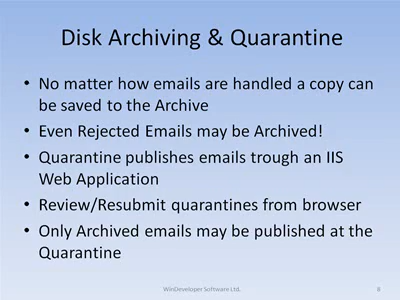 Disk Archiving & Quarantine
• No matter how emails are handled a copy can
be saved to the Archive
• Even Rejected Emails may be Archived!
• Quarantine publishes emails trough an IIS
Web Application
• Review/Resubmit quarantines from browser
• Only Archived emails may be published at the
Quarantine
WinDeveloper Software Ltd.
8